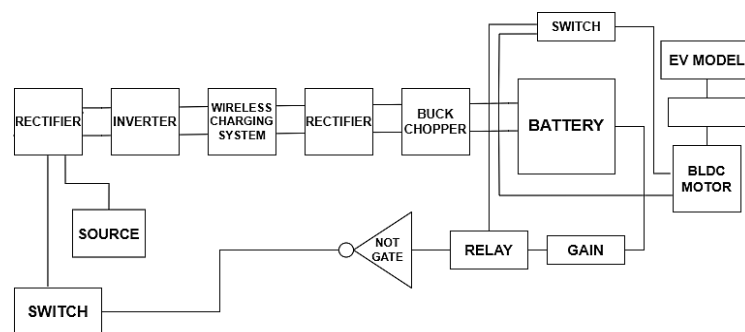 SWITCH
EV MODEL
RECTIFIER
INVERTER
WIRELESS
CHARGING
SYSTEM
RECTIFIER
BUCK
CHOPPER
BATTERY
BLDC
MOTOR
SOURCE
NOT
GATE
RELAY
GAIN
SWITCH